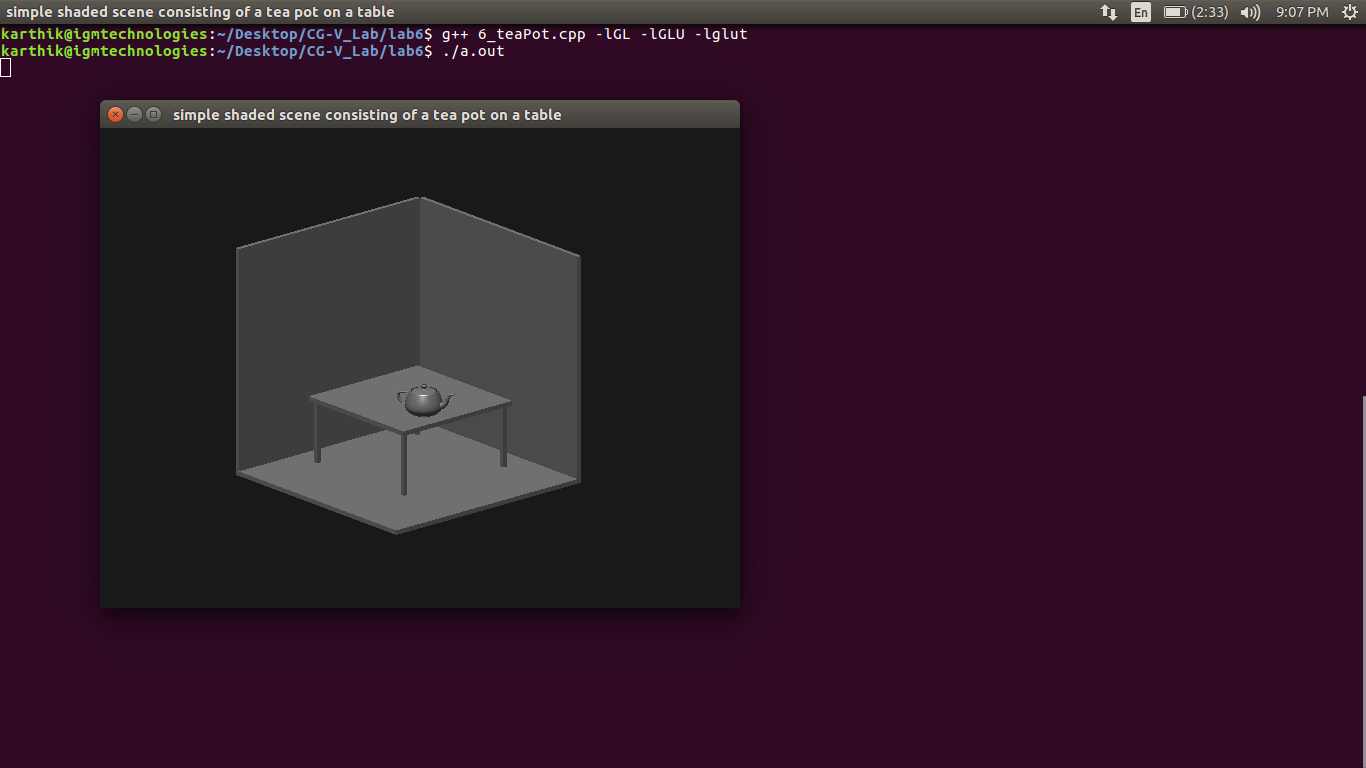 simple shaded scene consisting of a tea pot on a table
En (2:33) 9:07 PM
karthik@igmtechnologies:~/Desktop/CG-V_Lab/lab6$ g++ 6_teaPot.cpp -lGL -lGLU -lglut
karthik@igmtechnologies:~/Desktop/CG-V_Lab/lab6$ ./a.out
simple shaded scene consisting of a tea pot on a table